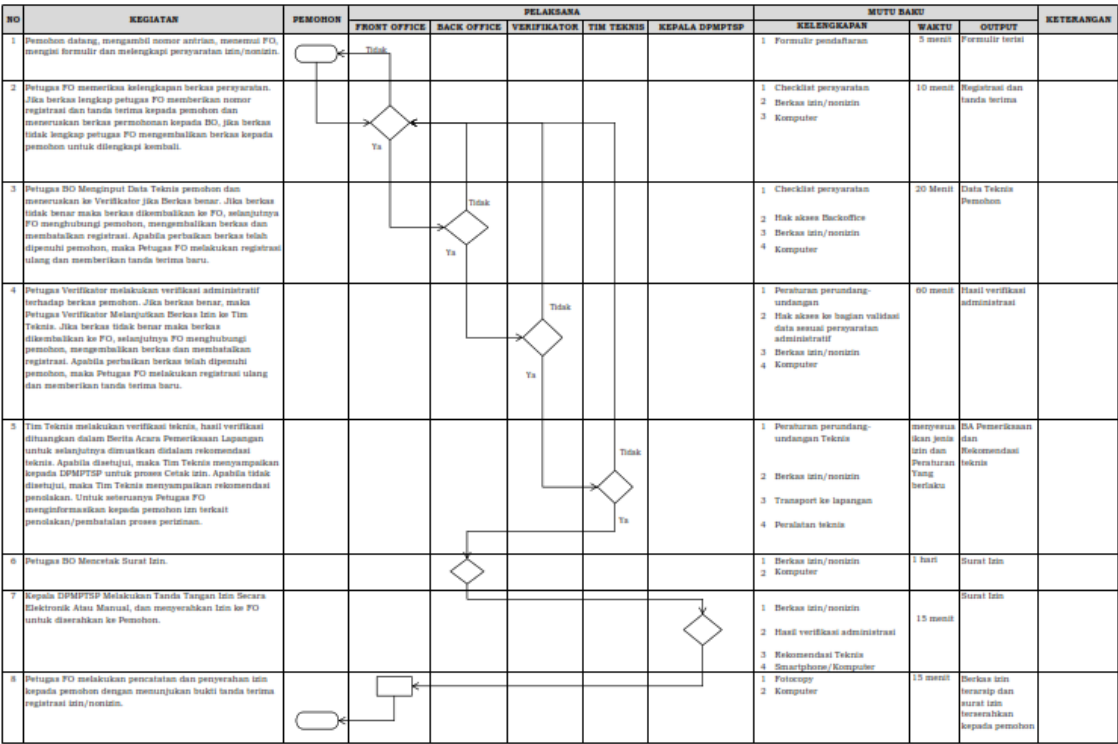 NO KEGIATAN PEMOHON PELAKSANA MUTU BAKU KETERANGAN
FRONT OFFICE BACK OFFICE VERIFIKATOR TIM TEKNIS KEPALA DPMPTSP KELENGKAPAN WAKTU OUTPUT
1 Pemohon datang, mengambil nomor antrian, menemui FO,
mengisi formulir dan melengkapi persyaratan izin/nonizin.
Tidak
1 Formulir pendaftaran
5 menit
Formulir terisi
2 Petugas FO memeriksa kelengkapan berkas persyaratan.
Jika berkas lengkap petugas FO memberikan nomor
registrasi dan tanda terima kepada pemohon dan
meneruskan berkas permohonan kepada BO, jika berkas
tidak lengkap petugas FO mengembalikan berkas kepada
pemohon untuk dilengkapi kembali.
Ya
1 Checklist persyaratan
2 Berkas izin/nonizin
3 Komputer
10 menit
Registrasi dan
tanda terima
3 Petugas BO Menginput Data Teknis pemohon dan
meneruskan ke Verifikator jika Berkas benar. Jika berkas
tidak benar maka berkas dikembalikan ke FO, selanjutnya
FO menghubungi pemohon, mengembalikan berkas dan
membatalkan registrasi. Apabila perbaikan berkas telah
dipenuhi pemohon, maka Petugas FO melakukan registrasi
ulang dan memberikan tanda terima baru.
Tidak
Ya
1 Checklist persyaratan
2 Hak akses Backoffice
3 Berkas izin/nonizin
4 Komputer
20 Menit
Data Teknis
Pemohon
4 Petugas Verifikator melakukan verifikasi administratif
terhadap berkas pemohon. Jika berkas benar, maka
Petugas Verifikator Melanjutkan Berkas Izin ke Tim
Teknis. Jika berkas tidak benar maka berkas
dikembalikan ke FO, selanjutnya FO menghubungi
pemohon, mengembalikan berkas dan membatalkan
registrasi. Apabila perbaikan berkas telah dipenuhi
pemohon, maka Petugas FO melakukan registrasi ulang
dan memberikan tanda terima baru.
Tidak
Ya
1 Peraturan perundang-
undangan
2 Hak akses ke bagian validasi
data sesuai persyaratan
administratif
3 Berkas izin/nonizin
4 Komputer
60 menit
Hasil verifikasi
administrasi
5 Tim Teknis melakukan verifikasi teknis, hasil verifikasi
dituangkan dalam Berita Acara Pemeriksaan Lapangan
untuk selanjutnya dimuatkan didalam rekomendasi
teknis. Apabila disetujui, maka Tim Teknis menyampaikan
kepada DPMPTSP untuk proses Cetak izin. Apabila tidak
disetujui, maka Tim Teknis menyampaikan rekomendasi
penolakan. Untuk seterusnya Petugas FO
menginformasikan kepada pemohon izn terkait
penolakan/pembatalan proses perizinan.
Tidak
Ya
1 Peraturan perundang-
undangan Teknis
2 Berkas izin/nonizin
3 Transport ke lapangan
4 Peralatan teknis
menyesua
ikan jenis
izin dan
Peraturan
Yang
berlaku
BA Pemeriksaan
dan
Rekomendasi
teknis
6 Petugas BO Mencetak Surat Izin.
1 Berkas izin/nonizin
2 Komputer
1 hari
Surat Izin
7 Kepala DPMPTSP Melakukan Tanda Tangan Izin Secara
Elektronik Atau Manual, dan menyerahkan Izin ke FO
untuk diserahkan ke Pemohon.
1 Berkas izin/nonizin
2 Hasil verifikasi administrasi
3 Rekomendasi Teknis
4 Smartphone/Komputer
15 menit
Surat Izin
8 Petugas FO melakukan pencatatan dan penyerahan izin
kepada pemohon dengan menunjukan bukti tanda terima
registrasi izin/nonizin.
1 Fotocopy
2 Komputer
15 menit
Berkas izin
terarsip dan
surat izin
terserahkan
kepada pemohon